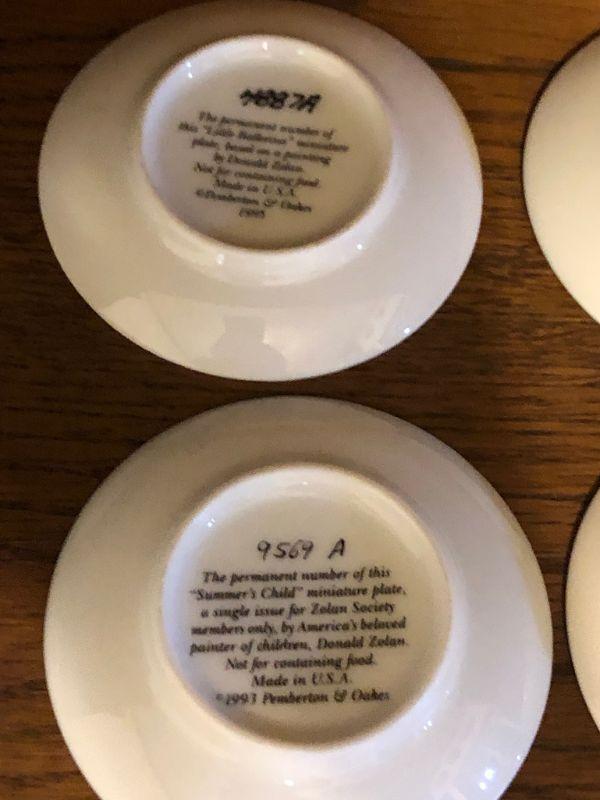 4887A
The permanent number of
this "Little Ballerina" miniature
plate, based on a painting
by Donald Zolan.
Not for containing food.
Made in U.S.A.
©Pemberton & Oakes
1995
9569 A
The permanent number of this
"Summer's Child" miniature plate,
a single issue for Zolan Society
members only, by America's beloved
painter of children, Donald Zolan.
Not for containing food.
Made in U.S.A.
©1993 Pemberton & Oakes